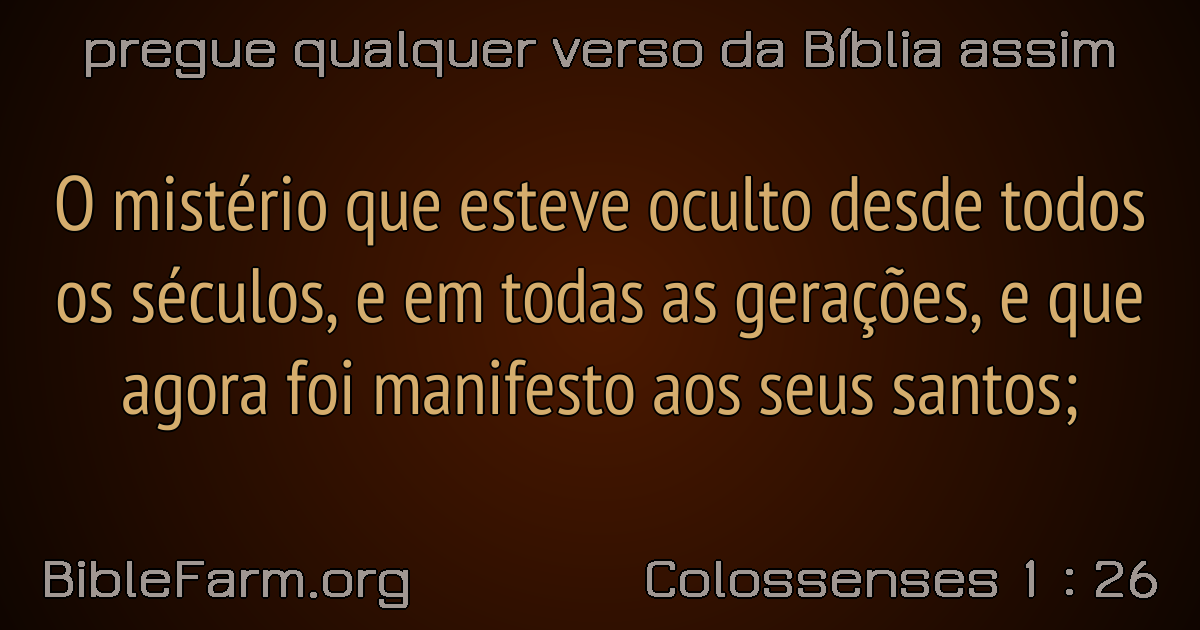 pregue qualquer verso da Bíblia assim
O mistério que esteve oculto desde todos
os séculos, e em todas as gerações, e que
agora foi manifesto aos seus santos;
BibleFarm.org
Colossenses 1 : 26